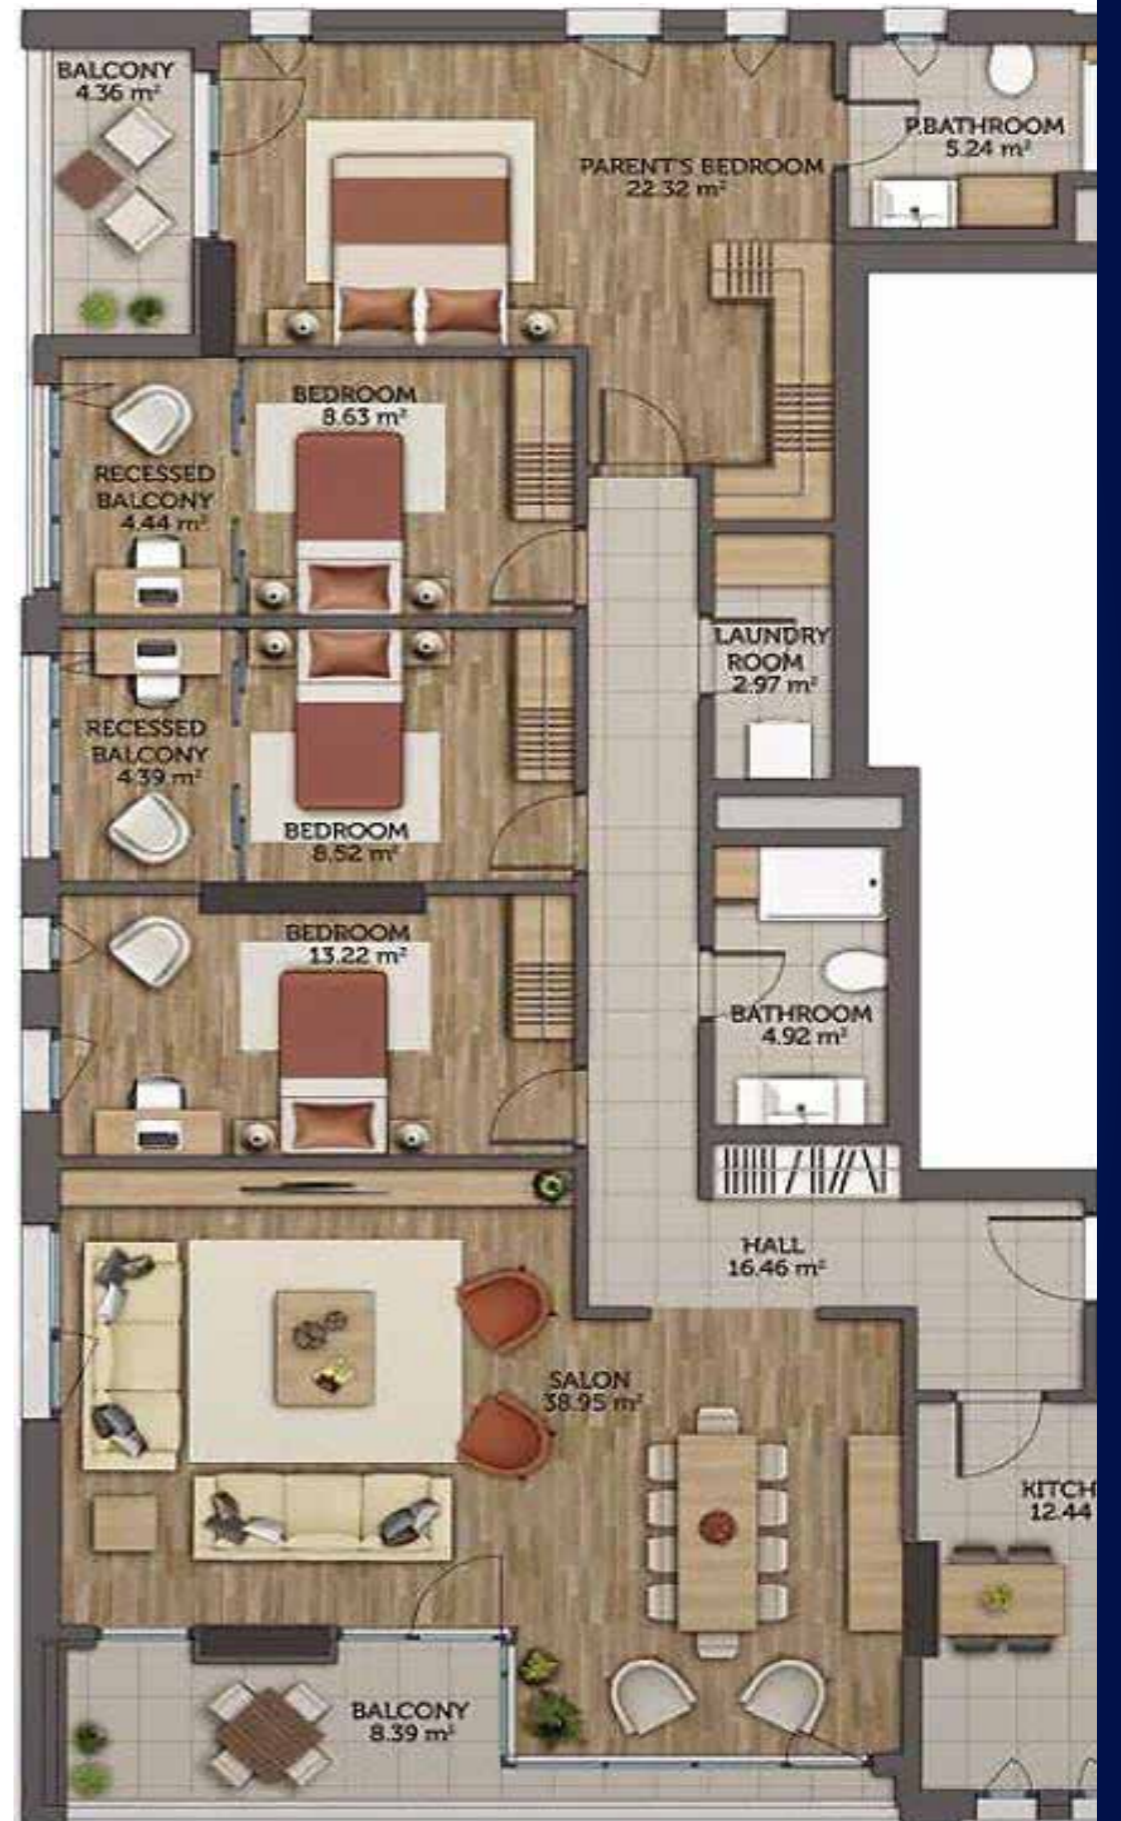 BALCONY
4.36 m²
P.BATHROOM
5.24 m²
PARENT'S BEDROOM
22.32 m²
BEDROOM
8.63 m²
RECESSED
BALCONY
4.44 m²
LAUNDRY
ROOM
2.97 m²
RECESSED
BALCONY
4.39 m²
BEDROOM
8.52 m²
BEDROOM
13.22 m²
BATHROOM
4.92 m²
HALL
16.46 m²
SALON
38.95 m²
KITCH
12.44
BALCONY
8.39 m²